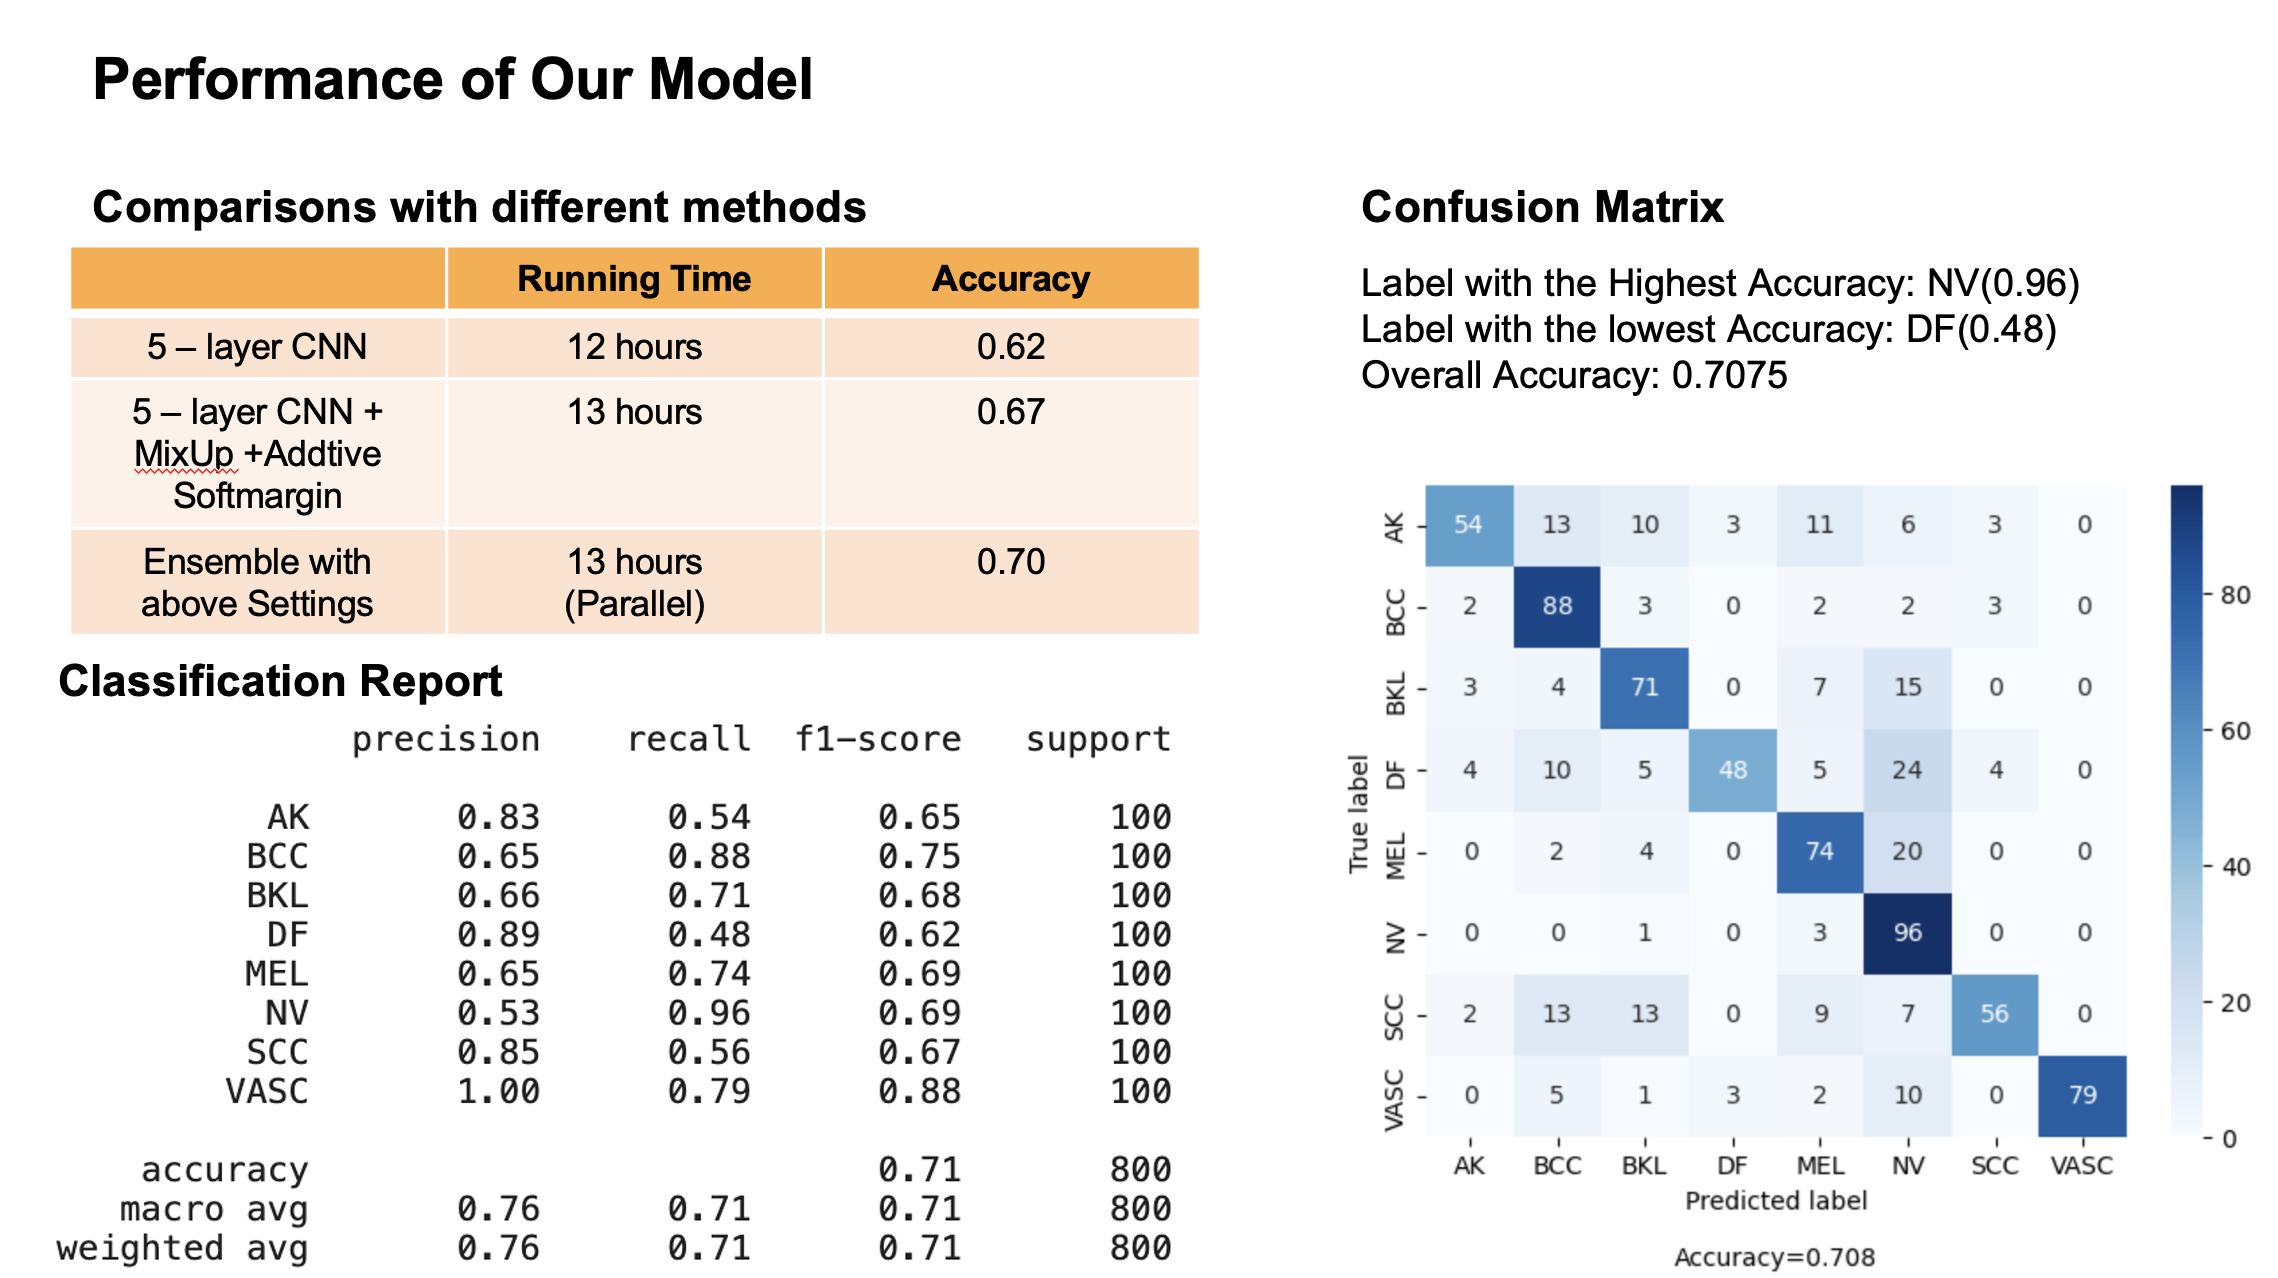 Performance of Our Model
Comparisons with different methods
Running Time Accuracy
5 – layer CNN 12 hours 0.62
5 – layer CNN + 13 hours 0.67
MixUp +Addtive
Softmargin
Ensemble with 13 hours 0.70
above Settings (Parallel)
Classification Report
precision recall f1-score support
AK 0.83 0.54 0.65 100
BCC 0.65 0.88 0.75 100
BKL 0.66 0.71 0.68 100
DF 0.89 0.48 0.62 100
MEL 0.65 0.74 0.69 100
NV 0.53 0.96 0.69 100
SCC 0.85 0.56 0.67 100
VASC 1.00 0.79 0.88 100
accuracy 0.71 800
macro avg 0.76 0.71 0.71 800
weighted avg 0.76 0.71 0.71 800
Confusion Matrix
Label with the Highest Accuracy: NV(0.96)
Label with the lowest Accuracy: DF(0.48)
Overall Accuracy: 0.7075
True label
AK 54 13 10 3 11 6 3 0
BCC 2 88 3 0 2 2 3 0
BKL 3 4 71 0 7 15 0 0
DF 4 10 5 48 5 24 4 0
MEL 0 2 4 0 74 20 0 0
NV 0 0 1 0 3 96 0 0
SCC 2 13 13 0 9 7 56 0
VASC 0 5 1 3 2 10 0 79
AK BCC BKL DF MEL NV SCC VASC
Predicted label
Accuracy=0.708
80
60
40
20
0